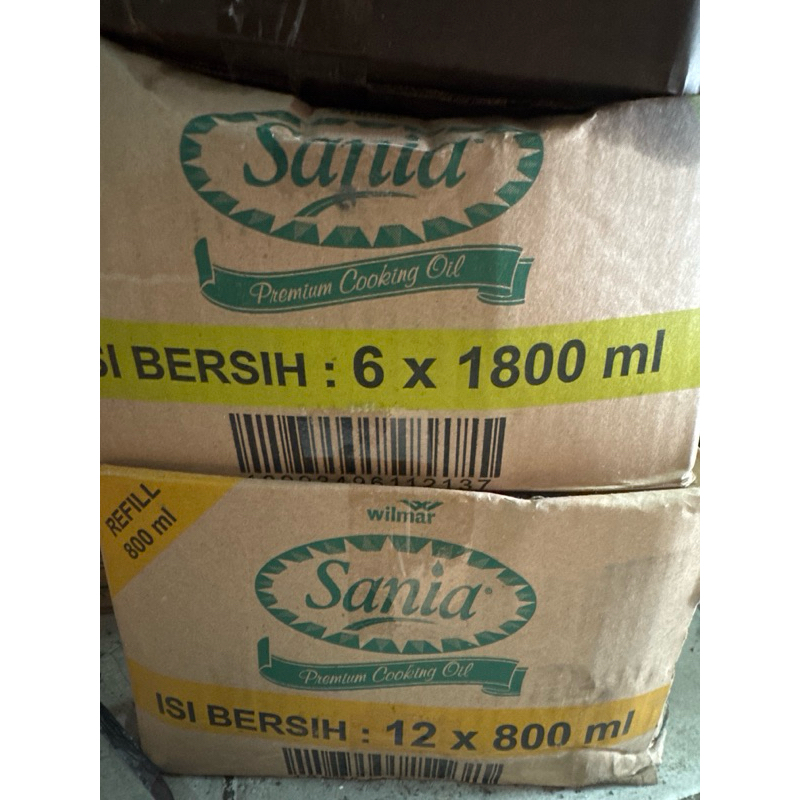 Sania
Premium Cooking Oil
SI BERSIH : 6 x 1800 ml
REFILL
800 ml
wilmar
Sania
Premium Cooking Oil
ISI BERSIH : 12 x 800 ml